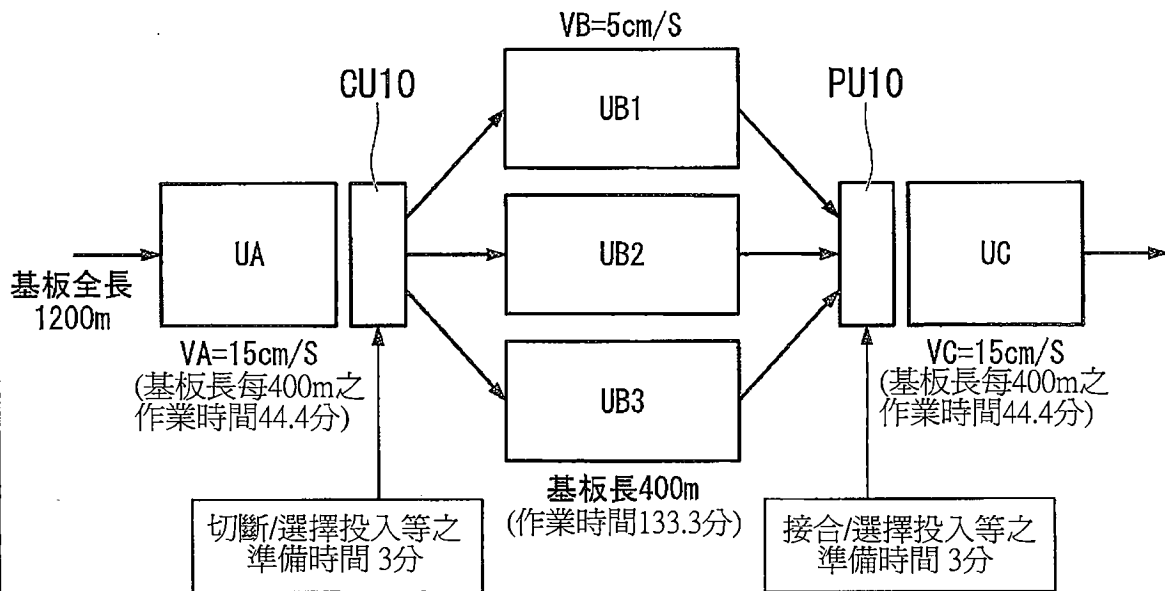 VB=5cm/S
CU10
PU10
UB1
UA
UB2
UC
基板全長
1200m
VA=15cm/S
(基板長每400m之
作業時間44.4分)
UB3
VC=15cm/S
(基板長每400m之
作業時間44.4分)
基板長400m
(作業時間133.3分)
切斷/選擇投入等之
準備時間 3分
接合/選擇投入等之
準備時間 3分